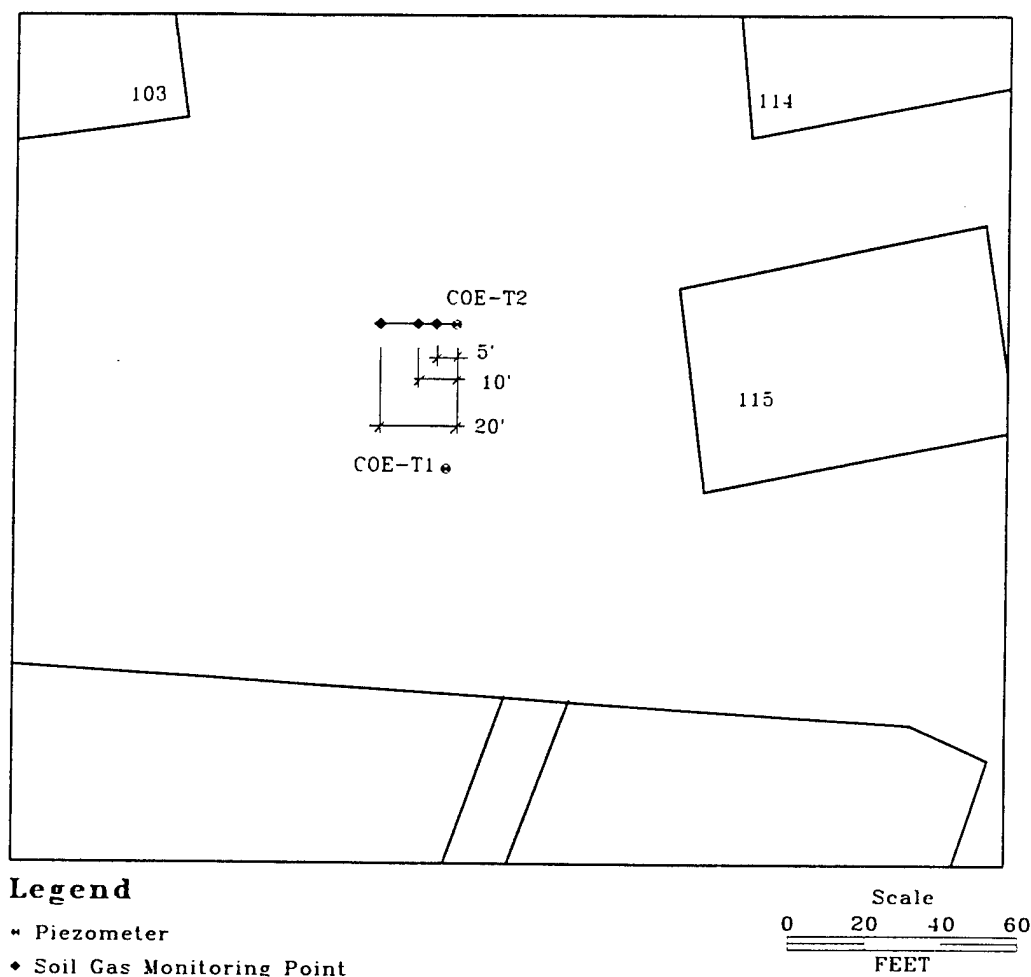 103
114
COE-T2
5'
10'
115
20'
COE-T1
Legend
Piezometer
Soil Gas Monitoring Point
Scale
0 20 40 60
FEET